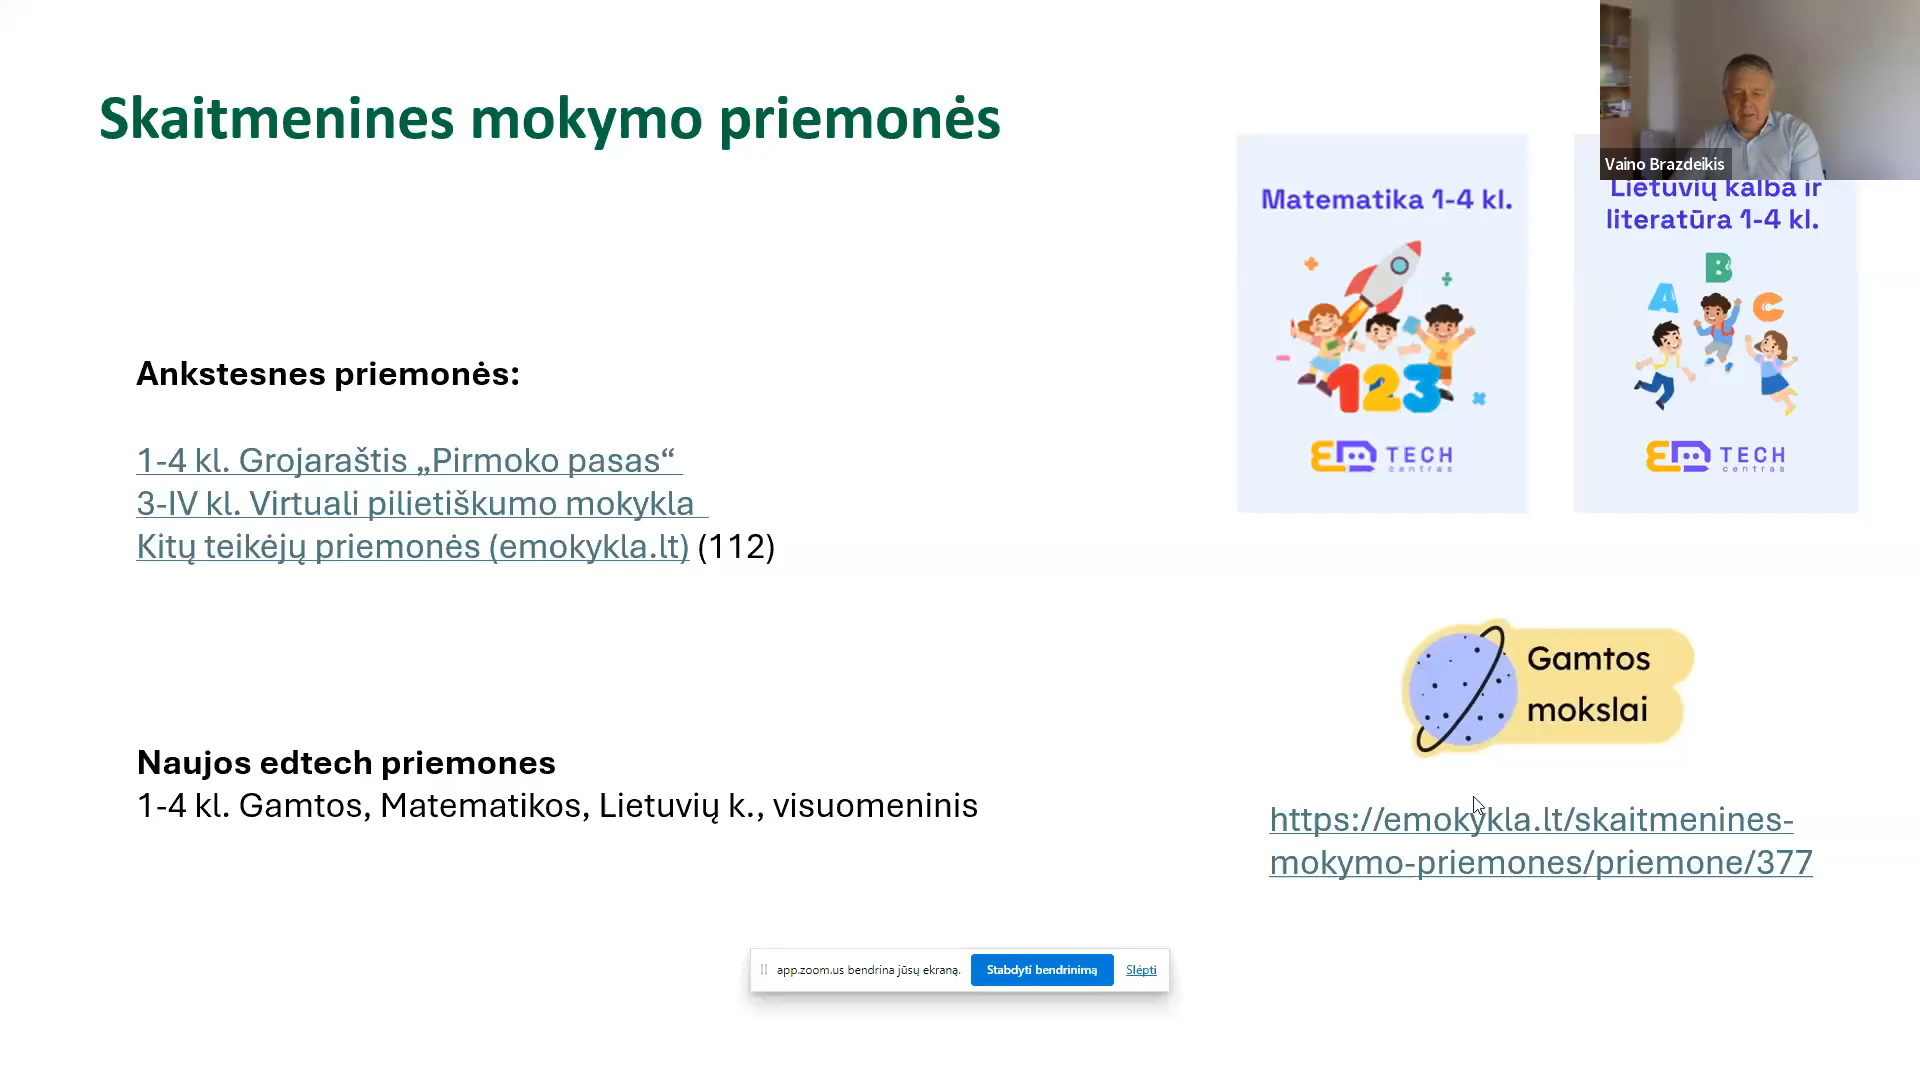 Skaitmenines mokymo priemonės
Vaino Brazdeikis
Matematika 1-4 kl.
Lietuvių kalba ir
literatūra 1-4 kl.
A
B
C
123
ED TECH
centras
ED TECH
centras
Ankstesnes priemonės:
1-4 kl. Grojaraštis „Pirmoko pasas“
3-IV kl. Virtuali pilietiškumo mokykla
Kitų teikėjų priemonės (emokykla.lt) (112)
Gamtos
mokslai
Naujos edtech priemones
1-4 kl. Gamtos, Matematikos, Lietuvių k., visuomeninis
https://emokykla.lt/skaitmenines-
mokymo-priemones/priemone/377
app.zoom.us bendrina jūsų ekraną. Stabdyti bendrinimą Slėpti